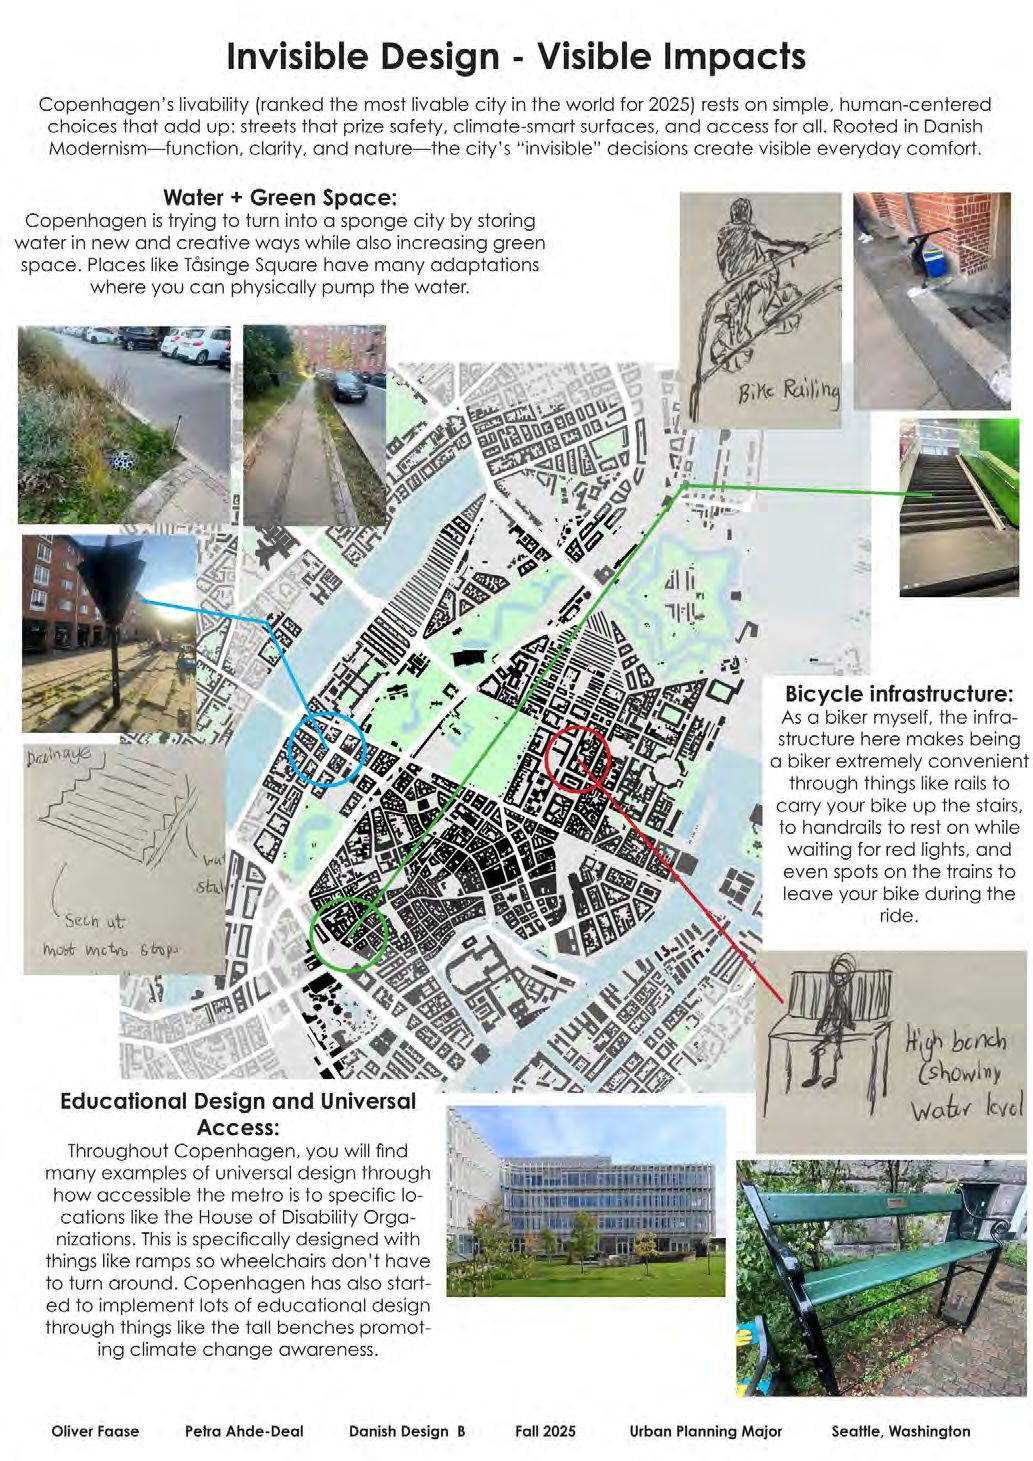 Invisible Design - Visible Impacts
Copenhagen's livability (ranked the most livable city in the world for 2025) rests on simple, human-centered
choices that add up: streets that prize safety, climate-smart surfaces, and access for all. Rooted in Danish
Modernism—function, clarity, and nature—the city's “invisible” decisions create visible everyday comfort.
Water + Green Space:
Copenhagen is trying to turn into a sponge city by storing
water in new and creative ways while also increasing green
space. Places like Tåsinge Square have many adaptations
where you can physically pump the water.
Bike Railing
Drainage
Seen at
most metro stops
Bicycle infrastructure:
As a biker myself, the infra-
structure here makes being
a biker extremely convenient
through things like rails to
carry your bike up the stairs,
to handrails to rest on while
waiting for red lights, and
even spots on the trains to
leave your bike during the
ride.
High bench
(showing
water level
Educational Design and Universal
Access:
Throughout Copenhagen, you will find
many examples of universal design through
how accessible the metro is to specific lo-
cations like the House of Disability Orga-
nizations. This is specifically designed with
things like ramps so wheelchairs don't have
to turn around. Copenhagen has also start-
ed to implement lots of educational design
through things like the tall benches promot-
ing climate change awareness.
Oliver Faase Petra Ahde-Deal Danish Design B Fall 2025 Urban Planning Major Seattle, Washington